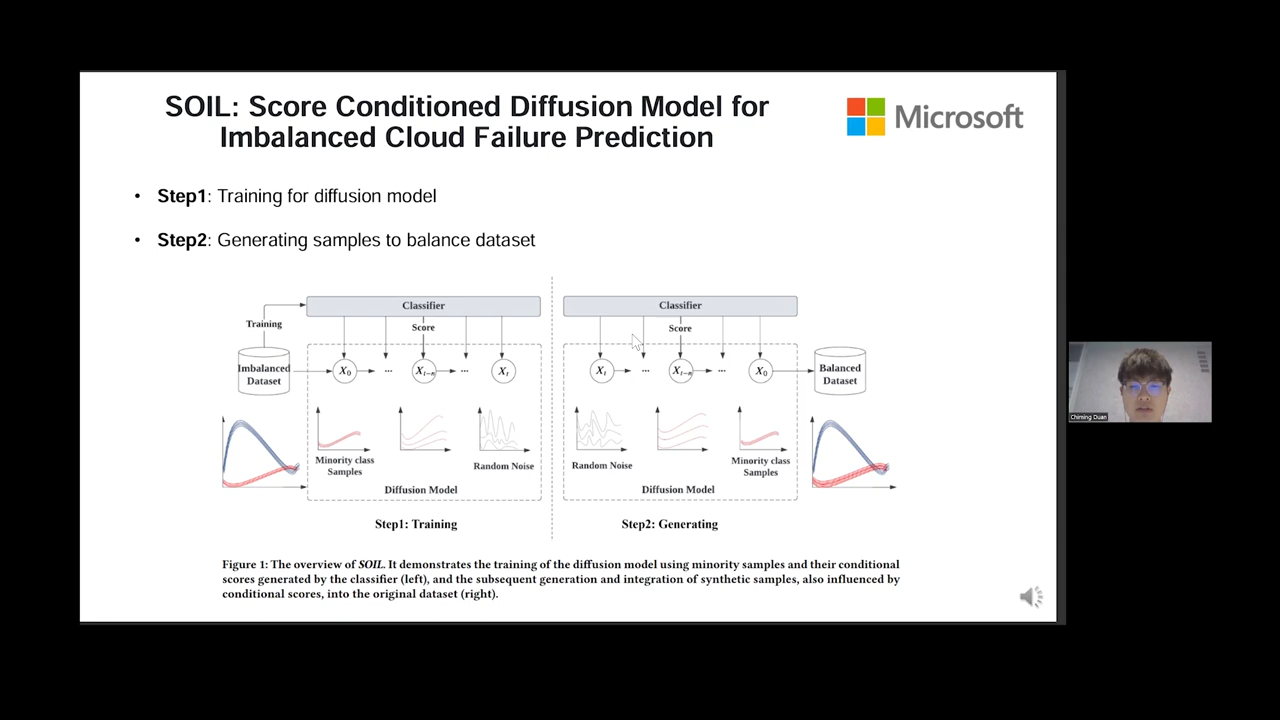 SOIL: Score Conditioned Diffusion Model for
Imbalanced Cloud Failure Prediction
Microsoft
• Step1: Training for diffusion model
• Step2: Generating samples to balance dataset
Classifier
Training
Score
Imbalanced
Dataset
X0
...
Xt-n
...
Xt
Minority class
Samples
Random Noise
Diffusion Model
Step1: Training
Classifier
Score
Xt
...
Xt-n
...
X0
Balanced
Dataset
Random Noise
Minority class
Samples
Diffusion Model
Step2: Generating
Figure 1: The overview of SOIL. It demonstrates the training of the diffusion model using minority samples and their conditional
scores generated by the classifier (left), and the subsequent generation and integration of synthetic samples, also influenced by
conditional scores, into the original dataset (right).
Chiming Duan